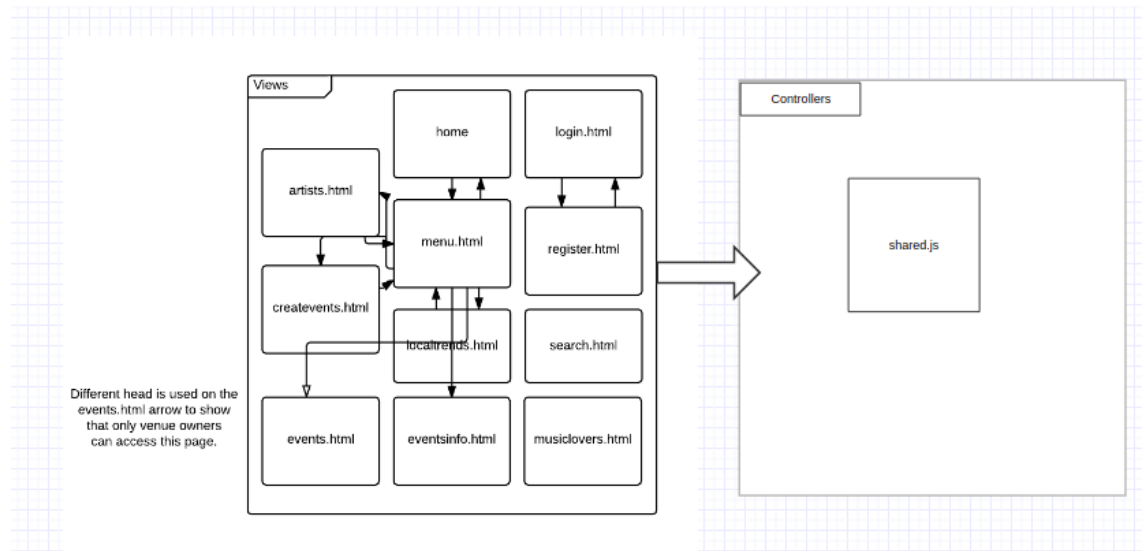 Views
home
login.html
artists.html
menu.html
register.html
createvents.html
localtrends.html
search.html
Different head is used on the
events.html arrow to show
that only venue owners
can access this page.
events.html
eventsinfo.html
musiclovers.html
Controllers
shared.js